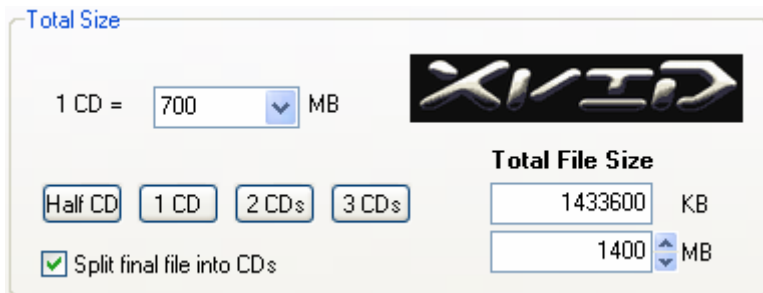 Total Size
1 CD = 700 MB
XVID
Total File Size
Half CD 1 CD 2 CDs 3 CDs 1433600 KB
Split final file into CDs 1400 MB